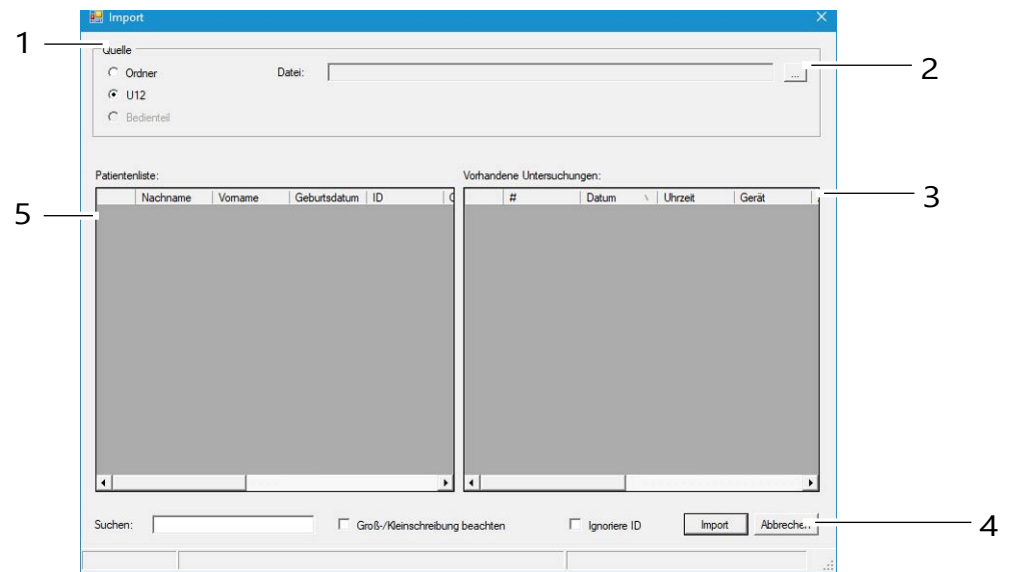 Import
1
Quelle
Ordner
Datei:
...
2
U12
Bedienteil
Patientenliste:
Vorhandene Untersuchungen:
Nachname Vorname Geburtsdatum ID
# Datum Uhrzeit Gerät
3
5
Suchen:
Groß-/Kleinschreibung beachten
Ignoriere ID
Import
4